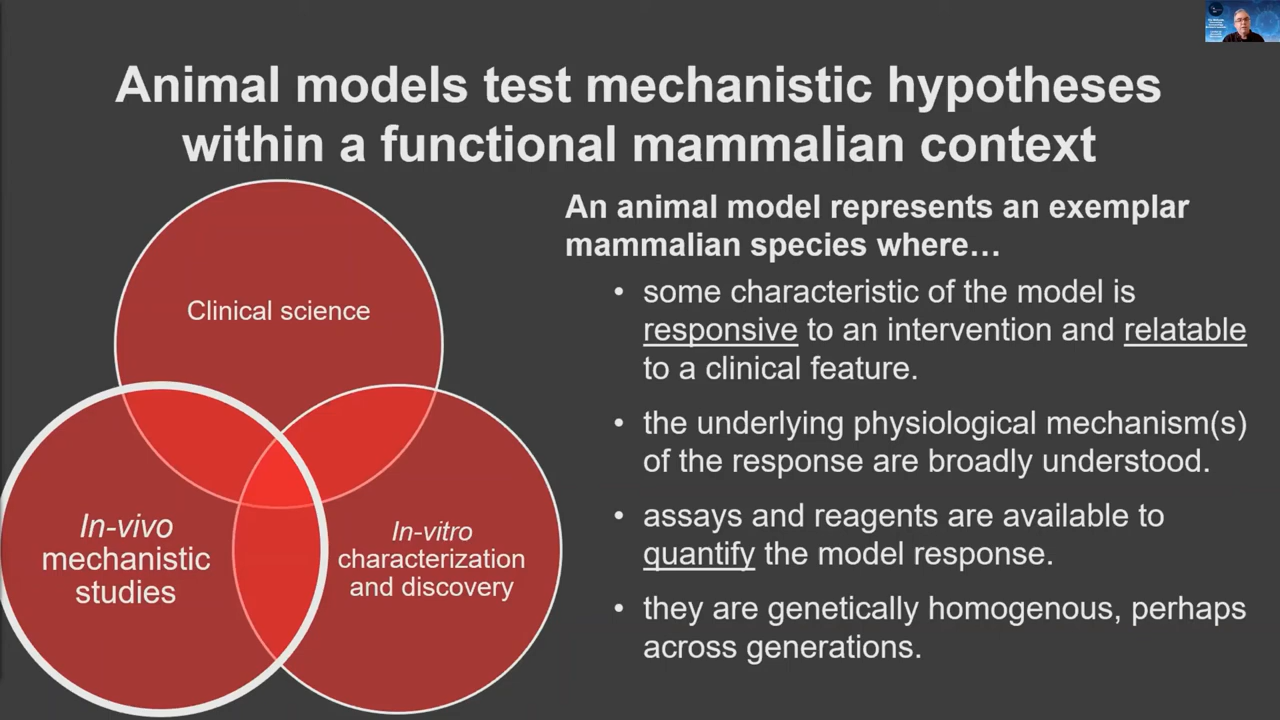 Animal models test mechanistic hypotheses
within a functional mammalian context
An animal model represents an exemplar
mammalian species where…
• some characteristic of the model is
responsive to an intervention and relatable
to a clinical feature.
• the underlying physiological mechanism(s)
of the response are broadly understood.
• assays and reagents are available to
quantify the model response.
• they are genetically homogenous, perhaps
across generations.
Clinical science
In-vivo
mechanistic
studies
In-vitro
characterization
and discovery